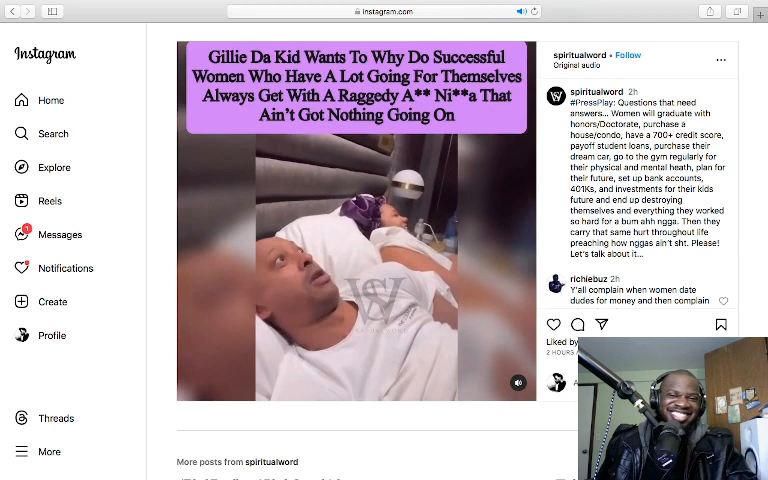 instagram.com
Instagram
Home
Search
Explore
Reels
1
Messages
Notifications
Create
Profile
Threads
More
Gillie Da Kid Wants To Why Do Successful
Women Who Have A Lot Going For Themselves
Always Get With A Raggedy A** Ni**a That
Ain't Got Nothing Going On
spiritualword • Follow
Original audio
spiritualword 2h
#PressPlay: Questions that need
answers... Women will graduate with
honors/Doctorate, purchase a
house/condo, have a 700+ credit score,
payoff student loans, purchase their
dream car, go to the gym regularly for
their physical and mental heath, plan for
their future, set up bank accounts,
401Ks, and investments for their kids
future and end up destroying
themselves and everything they worked
so hard for a bum ahh ngga. Then they
carry that same hurt throughout life
preaching how nggas ain't sht. Please!
Let's talk about it...
richiebuz 2h
Y'all complain when women date
dudes for money and then complain
Liked by
2 HOURS
More posts from spiritualword